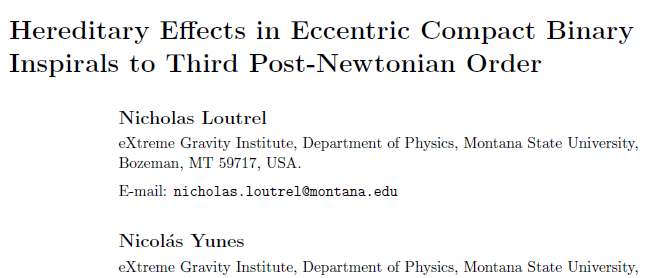 Hereditary Effects in Eccentric Compact Binary
Inspirals to Third Post-Newtonian Order
Nicholas Loutrel
eXtreme Gravity Institute, Department of Physics, Montana State University,
Bozeman, MT 59717, USA.
E-mail: nicholas.loutrel@montana.edu
Nicolás Yunes
eXtreme Gravity Institute, Department of Physics, Montana State University,